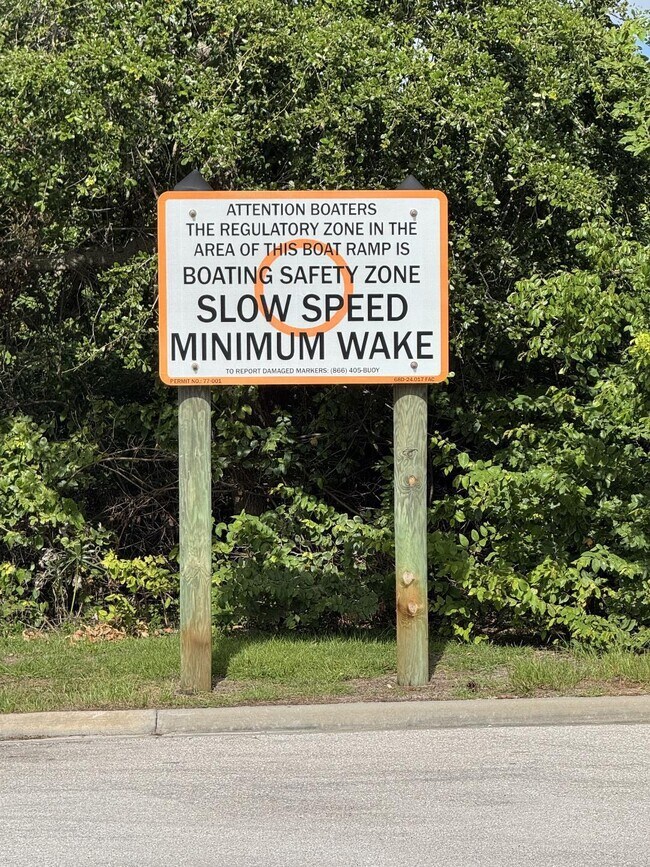 ATTENTION BOATERS
THE REGULATORY ZONE IN THE
AREA OF THIS BOAT RAMP IS
BOATING SAFETY ZONE
SLOW SPEED
MINIMUM WAKE
TO REPORT DAMAGED MARKERS: (866) 405-BUOY
PERMIT NO.: 77-001
68D-24.017 FAC